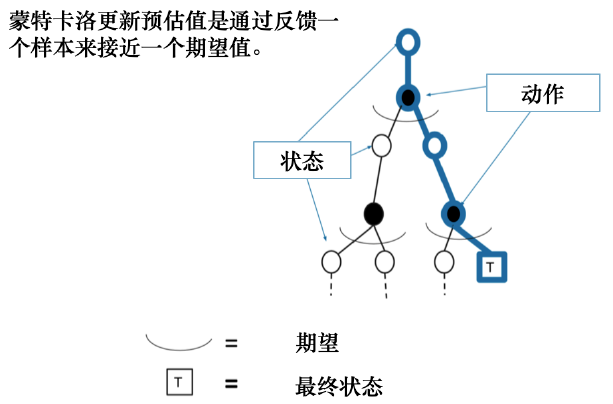 蒙特卡洛更新预估值是通过反馈一
个样本来接近一个期望值。
动作
状态
T
= 期望
T = 最终状态